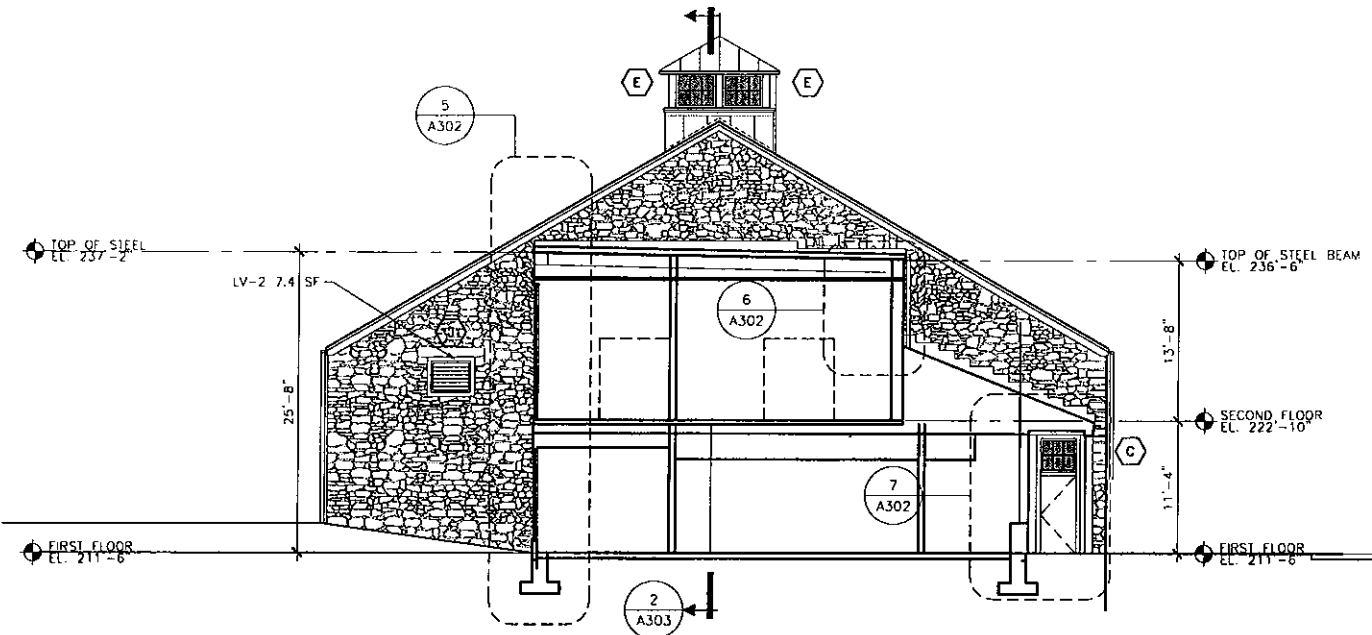 E
E
5
A302
TOP OF STEEL
EL. 237'-2"
LV-2 7.4 SF
101
25'-8"
6
A302
TOP OF STEEL BEAM
EL. 236'-6"
13'-8"
SECOND FLOOR
EL. 222'-10"
C
7
A302
11'-4"
FIRST FLOOR
EL. 211'-6"
FIRST FLOOR
EL. 211'-6"
2
A303